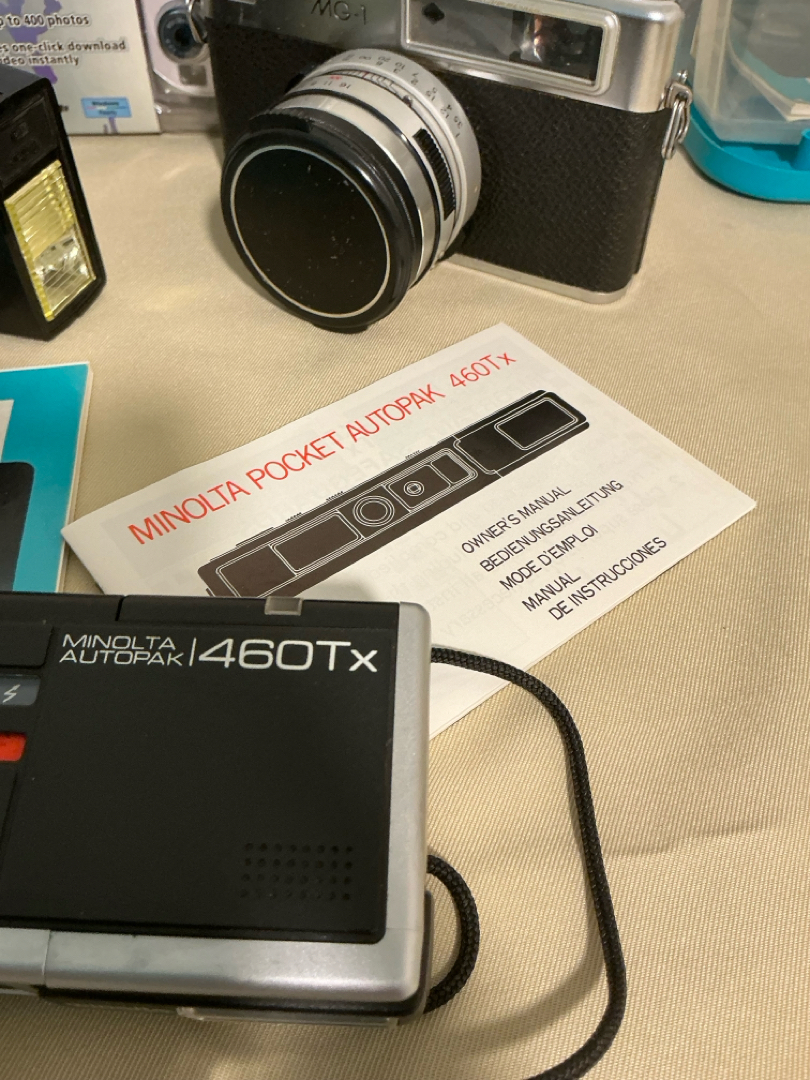 to 400 photos
one-click download
instantly
MG-1
MINOLTA POCKET AUTOPAK 460Tx
OWNER'S MANUAL
BEDIENUNGSANLEITUNG
MODE D'EMPLOI
MANUAL
DE INSTRUCCIONES
MINOLTA
AUTOPAK
460Tx